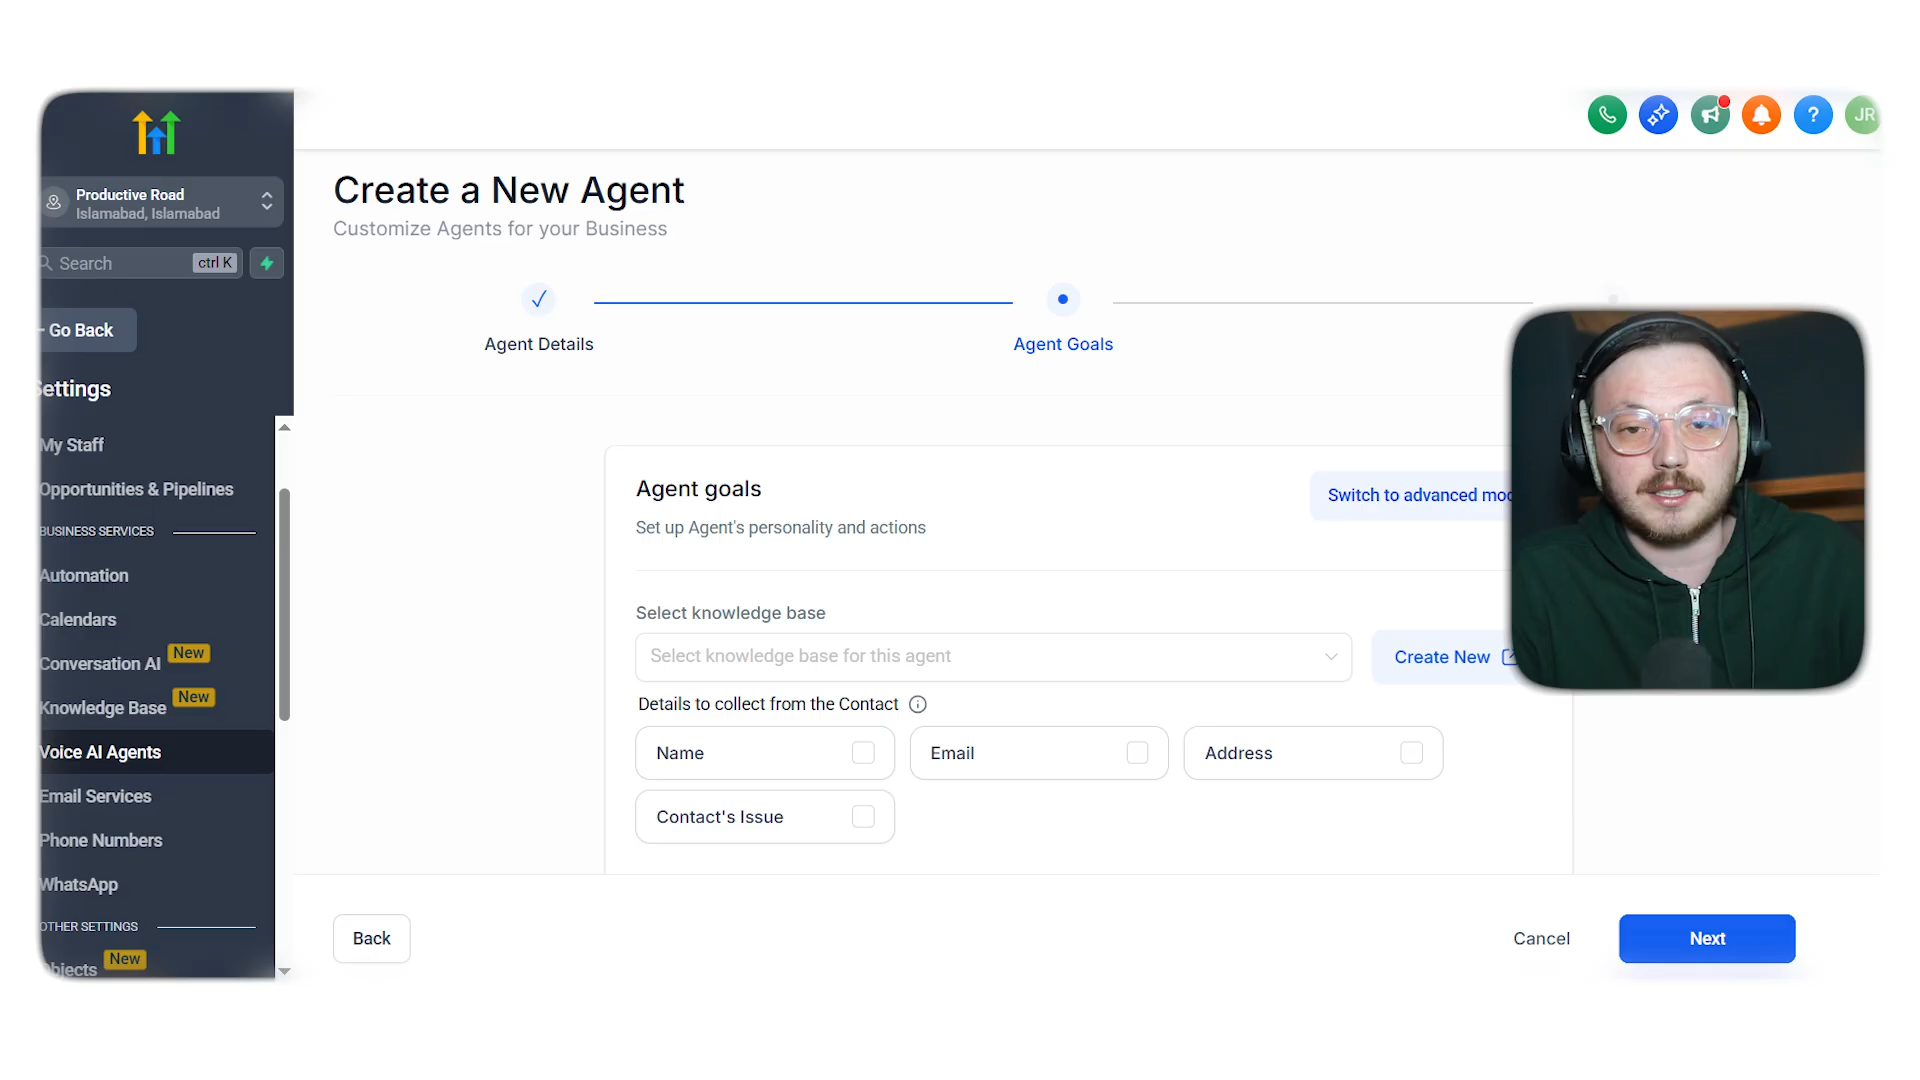 Productive Road
Islamabad, Islamabad
Search
ctrl K
Go Back
Settings
My Staff
Opportunities & Pipelines
BUSINESS SERVICES
Automation
Calendars
Conversation AI
New
Knowledge Base
New
Voice AI Agents
Email Services
Phone Numbers
WhatsApp
OTHER SETTINGS
Objects
New
?
JR
Create a New Agent
Customize Agents for your Business
Agent Details
Agent Goals
Agent goals
Switch to advanced mod
Set up Agent's personality and actions
Select knowledge base
Select knowledge base for this agent
Create New
Details to collect from the Contact
Name
Email
Address
Contact's Issue
Back
Cancel
Next